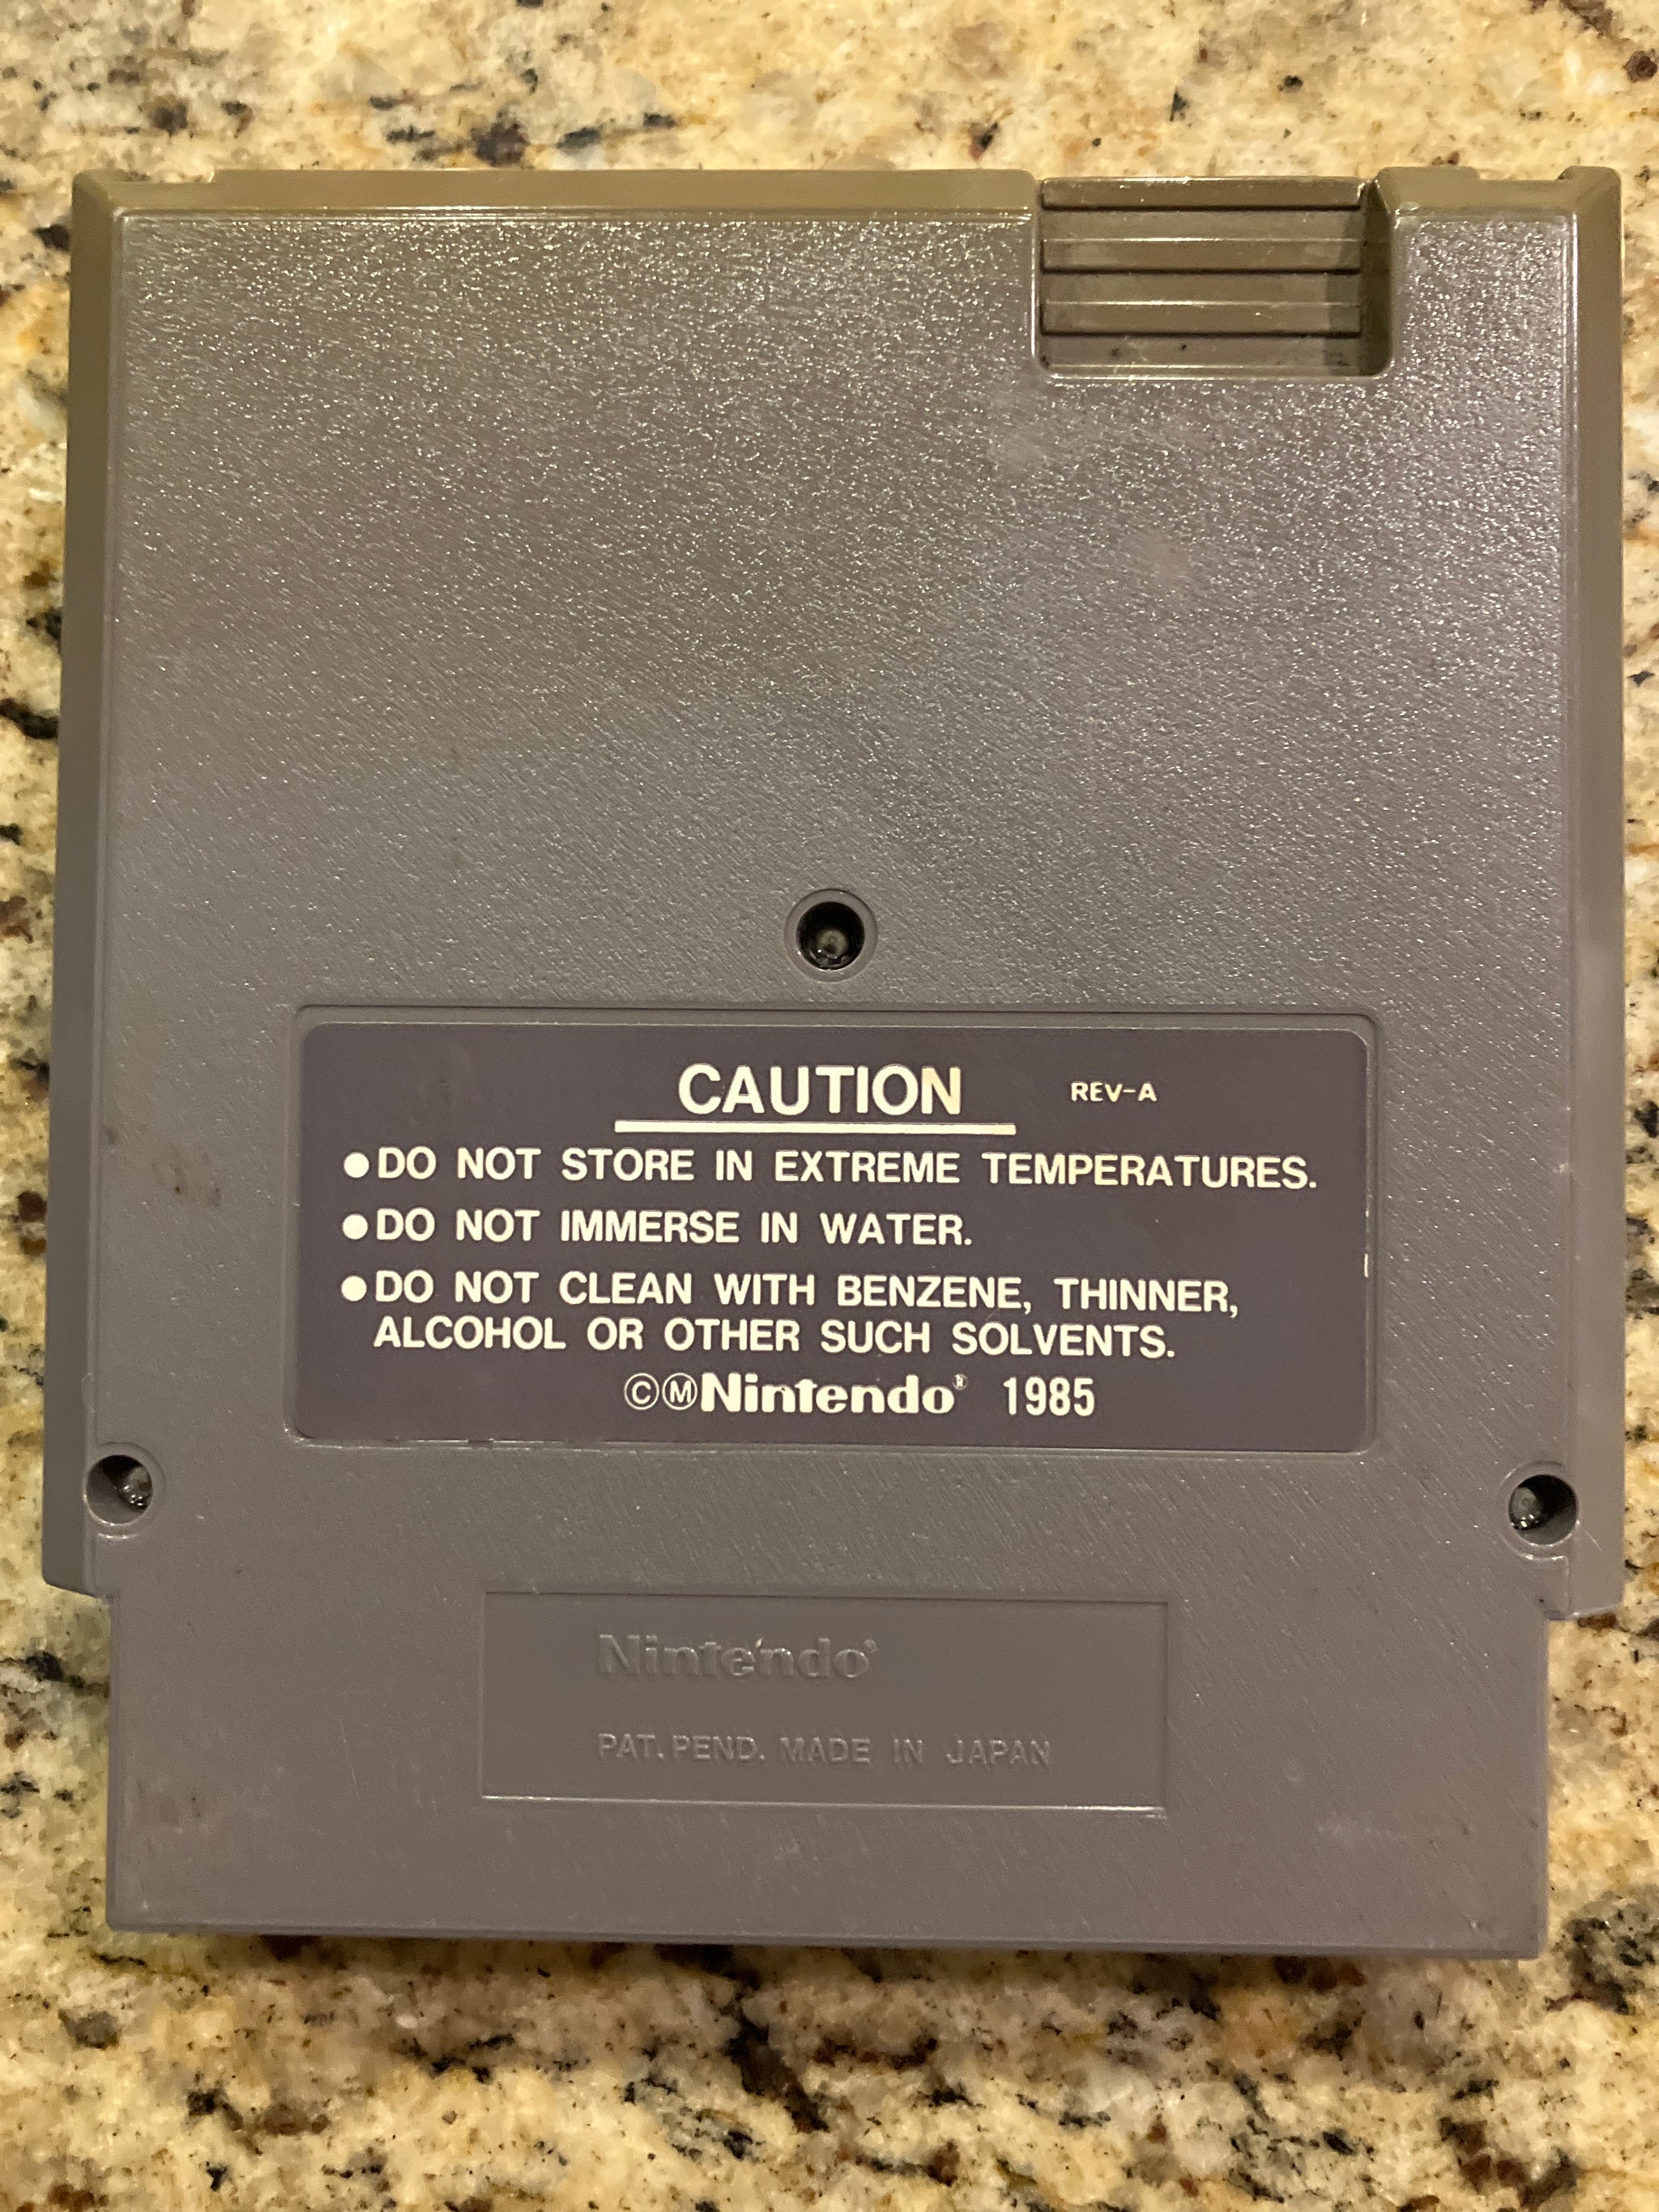 CAUTION REV-A
●DO NOT STORE IN EXTREME TEMPERATURES.
●DO NOT IMMERSE IN WATER.
●DO NOT CLEAN WITH BENZENE, THINNER,
ALCOHOL OR OTHER SUCH SOLVENTS.
©ⓂNintendo® 1985
Nintendo®
PAT. PEND. MADE IN JAPAN